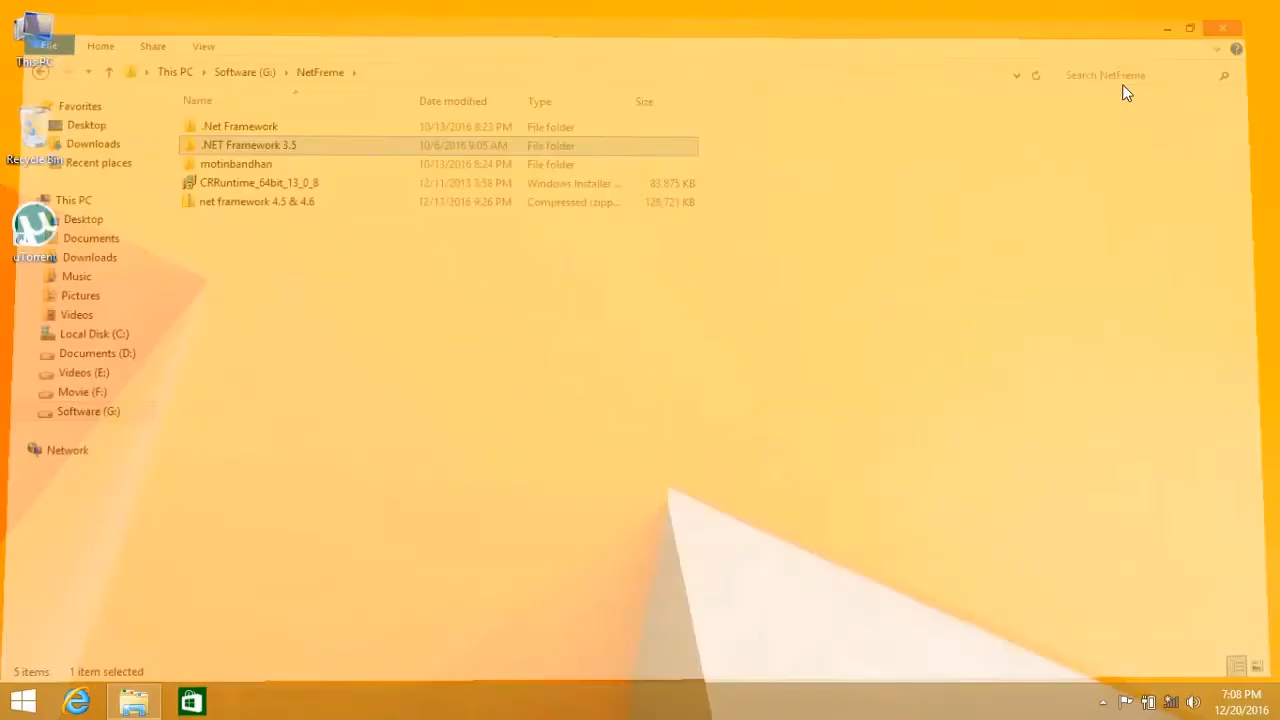 This PC
Recycle Bin
uTorrent
File Home Share View
This PC Software (G:) NetFreme
Search NetFreme
Favorites
Desktop
Downloads
Recent places
This PC
Desktop
Documents
Downloads
Music
Pictures
Videos
Local Disk (C:)
Documents (D:)
Videos (E:)
Movie (F:)
Software (G:)
Network
Name Date modified Type Size
.Net Framework 10/13/2016 8:23 PM File folder
.NET Framework 3.5 10/6/2016 9:05 AM File folder
motinbandhan 10/13/2016 8:24 PM File folder
CRRuntime_64bit_13_0_8 12/11/2013 3:58 PM Windows Installer ... 83,875 KB
net framework 4.5 & 4.6 12/13/2016 9:26 PM Compressed (zipp... 128,721 KB
5 items 1 item selected
7:08 PM
12/20/2016